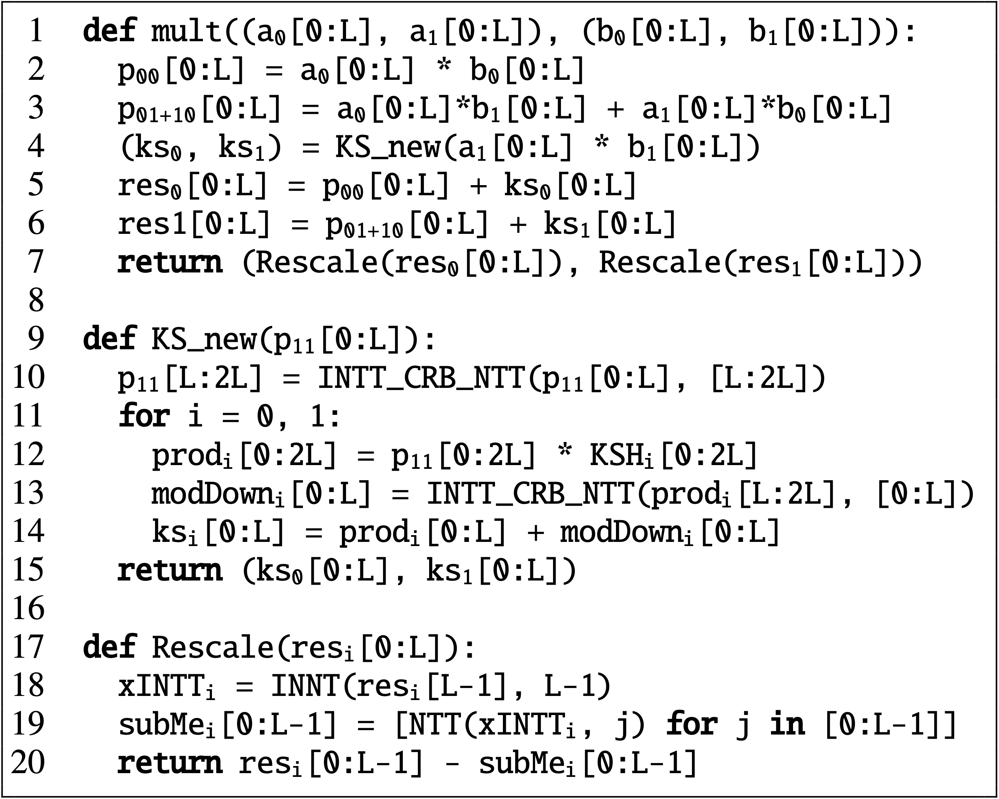 1 def mult((a₀[0:L], a₁[0:L]), (b₀[0:L], b₁[0:L])):
2 p₀₀[0:L] = a₀[0:L] * b₀[0:L]
3 p₀₁₊₁₀[0:L] = a₀[0:L]*b₁[0:L] + a₁[0:L]*b₀[0:L]
4 (ks₀, ks₁) = KS_new(a₁[0:L] * b₁[0:L])
5 res₀[0:L] = p₀₀[0:L] + ks₀[0:L]
6 res1[0:L] = p₀₁₊₁₀[0:L] + ks₁[0:L]
7 return (Rescale(res₀[0:L]), Rescale(res₁[0:L]))
8
9 def KS_new(p₁₁[0:L]):
10 p₁₁[L:2L] = INTT_CRB_NTT(p₁₁[0:L], [L:2L])
11 for i = 0, 1:
12 prodᵢ[0:2L] = p₁₁[0:2L] * KSHᵢ[0:2L]
13 modDownᵢ[0:L] = INTT_CRB_NTT(prodᵢ[L:2L], [0:L])
14 ksᵢ[0:L] = prodᵢ[0:L] + modDownᵢ[0:L]
15 return (ks₀[0:L], ks₁[0:L])
16
17 def Rescale(resᵢ[0:L]):
18 xINTTᵢ = INNT(resᵢ[L-1], L-1)
19 subMeᵢ[0:L-1] = [NTT(xINTTᵢ, j) for j in [0:L-1]]
20 return resᵢ[0:L-1] - subMeᵢ[0:L-1]